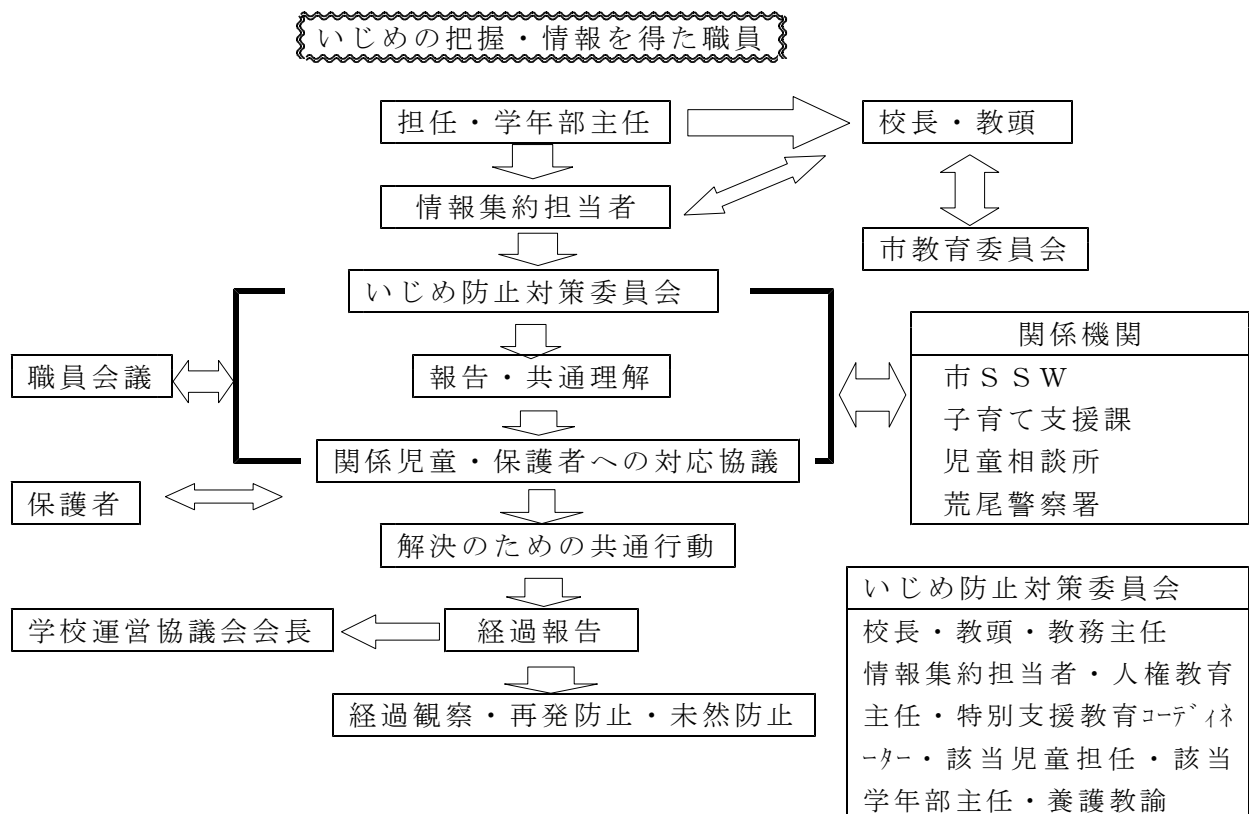 いじめの把握・情報を得た職員
担任・学年部主任
校長・教頭
情報集約担当者
市教育委員会
いじめ防止対策委員会
関係機関
市ＳＳＷ
子育て支援課
児童相談所
荒尾警察署
職員会議
報告・共通理解
関係児童・保護者への対応協議
保護者
解決のための共通行動
学校運営協議会会長
経過報告
経過観察・再発防止・未然防止
いじめ防止対策委員会
校長・教頭・教務主任
情報集約担当者・人権教育
主任・特別支援教育ｺｰﾃﾞｨﾈ
ｰﾀｰ・該当児童担任・該当
学年部主任・養護教諭